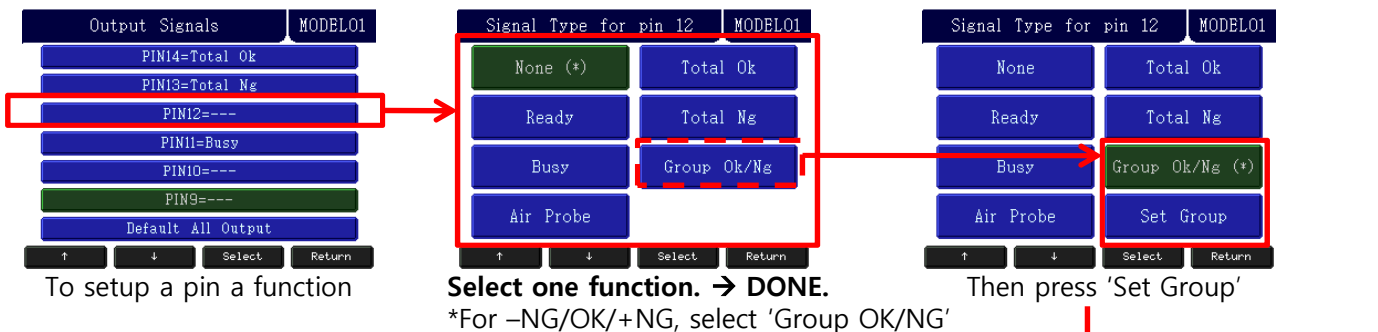 Output Signals MODEL01
PIN14=Total Ok
PIN13=Total Ng
PIN12=---
PIN11=Busy
PIN10=---
PIN9=---
Default All Output
↑ ↓ Select Return
To setup a pin a function
Signal Type for pin 12 MODEL01
None (*) Total Ok
Ready Total Ng
Busy Group Ok/Ng
Air Probe
↑ ↓ Select Return
Select one function. → DONE.
*For –NG/OK/+NG, select ‘Group OK/NG’
Signal Type for pin 12 MODEL01
None Total Ok
Ready Total Ng
Busy Group Ok/Ng (*)
Air Probe Set Group
↑ ↓ Select Return
Then press ‘Set Group’